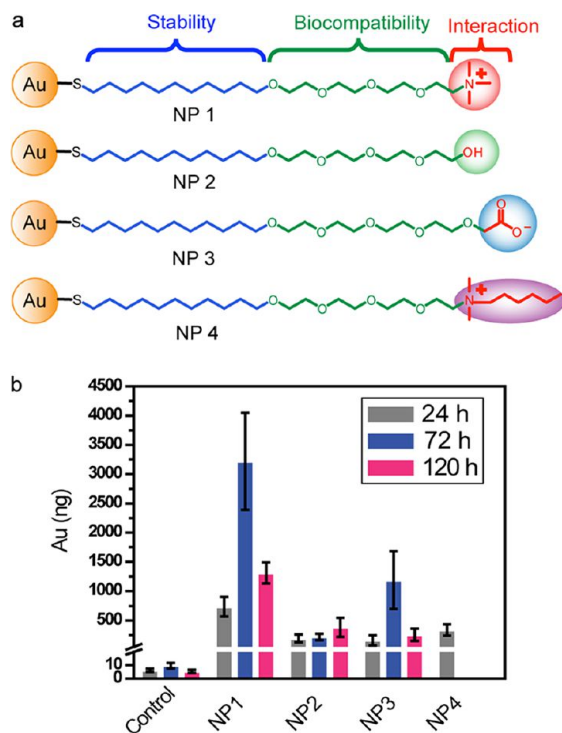 a
Stability Biocompatibility Interaction
Au S O O O O N +
NP 1
Au S O O O O OH
NP 2
Au S O O O O O O O⁻
NP 3
Au S O O O O N +
NP 4
b
Au (ng)
4500
4000
3500
3000
2500
2000
1500
1000
500
10
0
24 h
72 h
120 h
Control NP1 NP2 NP3 NP4